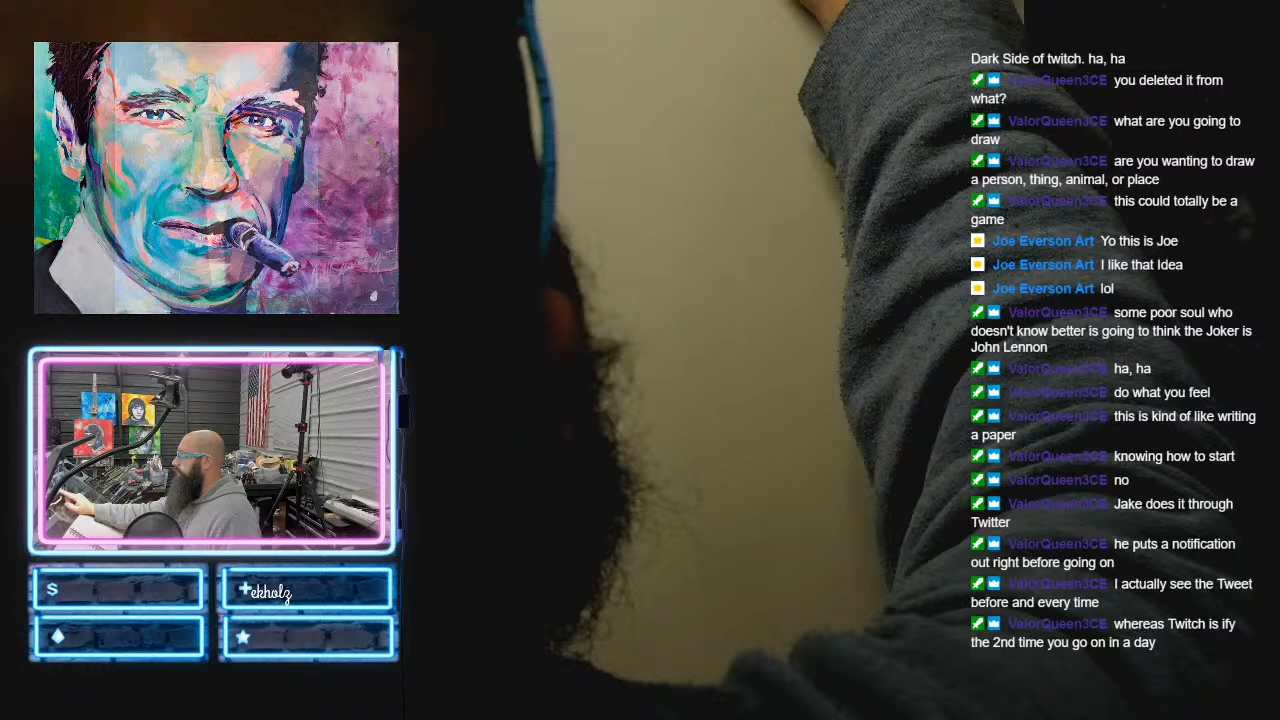 Dark Side of twitch. ha, ha
ValorQueen3CE you deleted it from
what?
ValorQueen3CE what are you going to
draw
ValorQueen3CE are you wanting to draw
a person, thing, animal, or place
ValorQueen3CE this could totally be a
game
Joe Everson Art Yo this is Joe
Joe Everson Art I like that Idea
Joe Everson Art lol
ValorQueen3CE some poor soul who
doesn't know better is going to think the Joker is
John Lennon
ValorQueen3CE ha, ha
ValorQueen3CE do what you feel
ValorQueen3CE this is kind of like writing
a paper
ValorQueen3CE knowing how to start
ValorQueen3CE no
ValorQueen3CE Jake does it through
Twitter
ValorQueen3CE he puts a notification
out right before going on
ValorQueen3CE I actually see the Tweet
before and every time
ValorQueen3CE whereas Twitch is ify
the 2nd time you go on in a day
S
ekholz